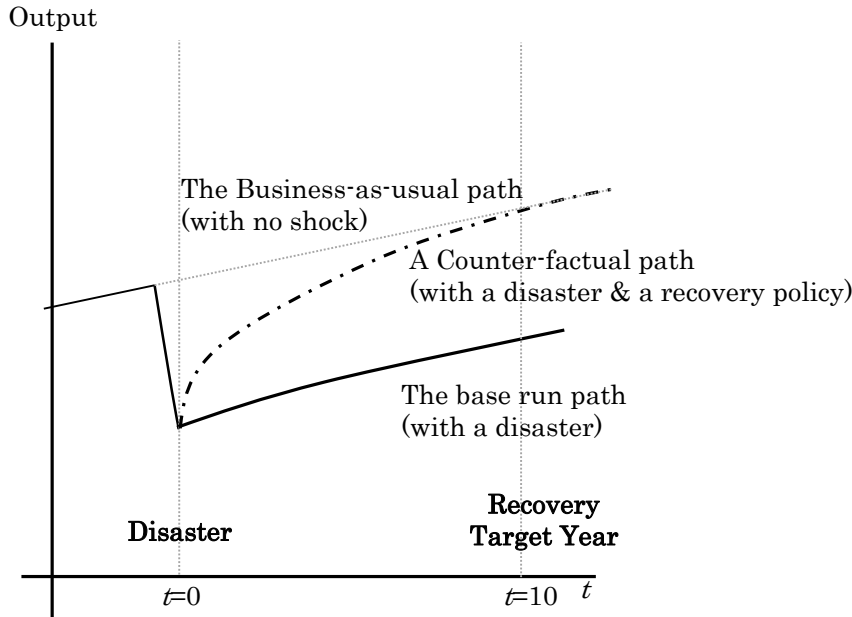 Output
The Business-as-usual path
(with no shock)
A Counter-factual path
(with a disaster & a recovery policy)
The base run path
(with a disaster)
Disaster
Recovery
Target Year
t=0
t=10
t